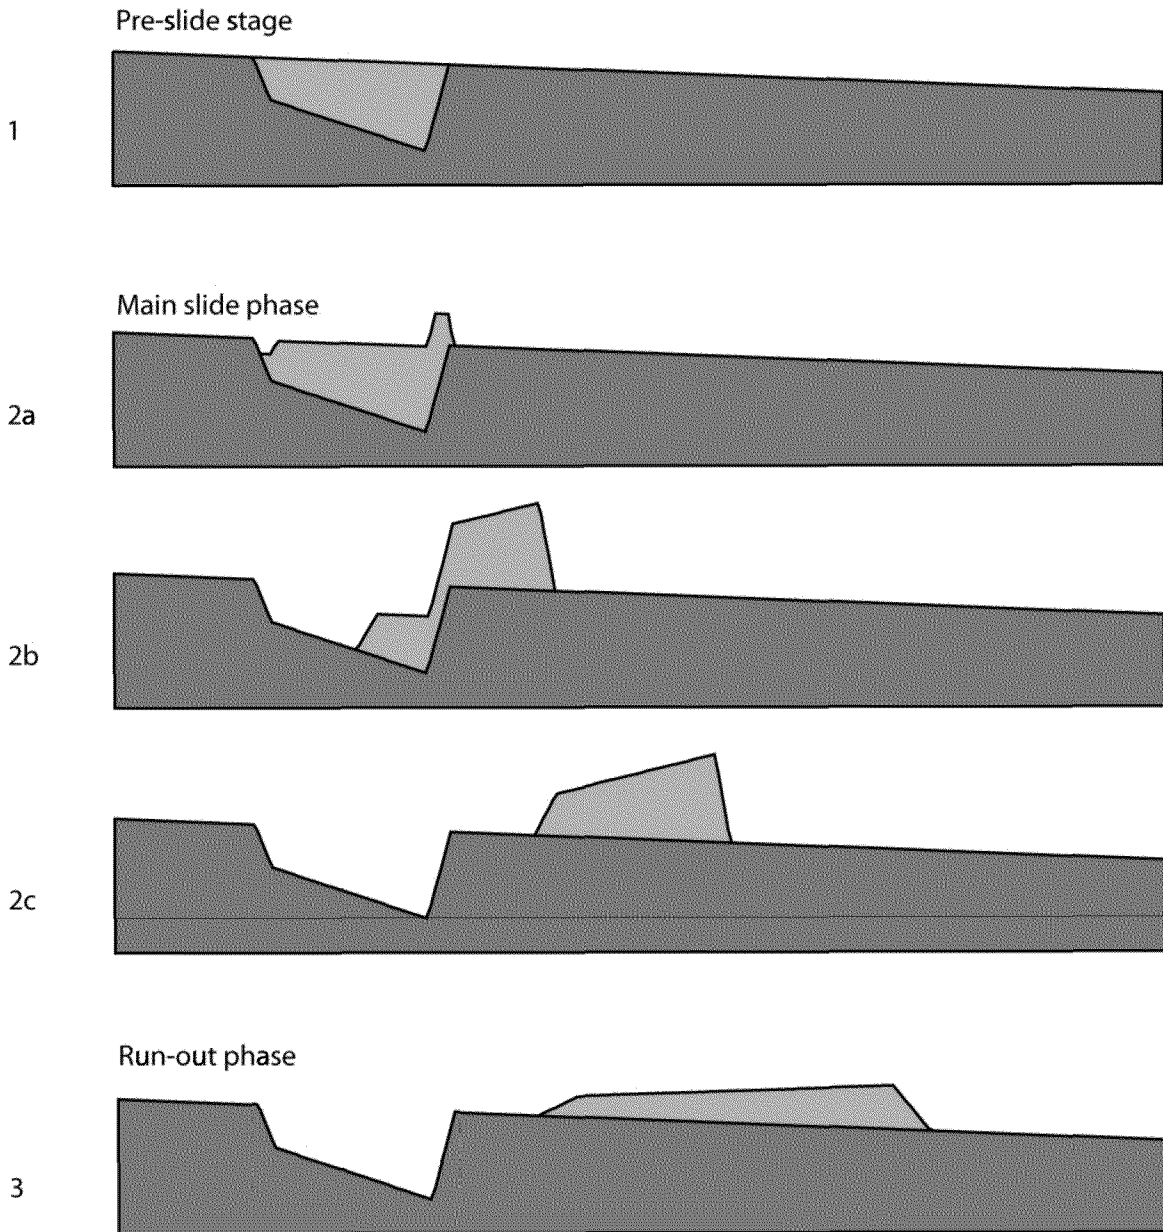 Pre-slide stage
1
Main slide phase
2a
2b
2c
Run-out phase
3